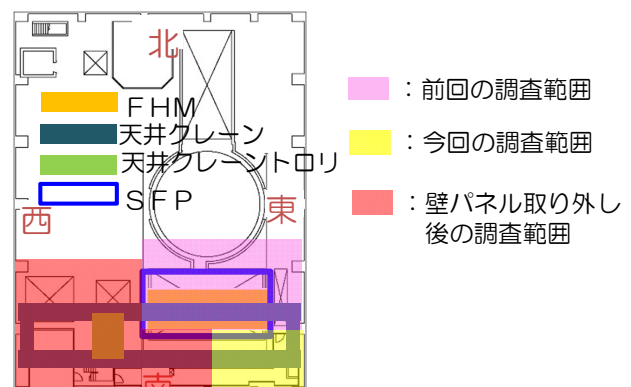 北
ＦＨＭ
天井クレーン
天井クレーントロリ
ＳＦＰ
西
東
南
：前回の調査範囲
：今回の調査範囲
：壁パネル取り外し
後の調査範囲